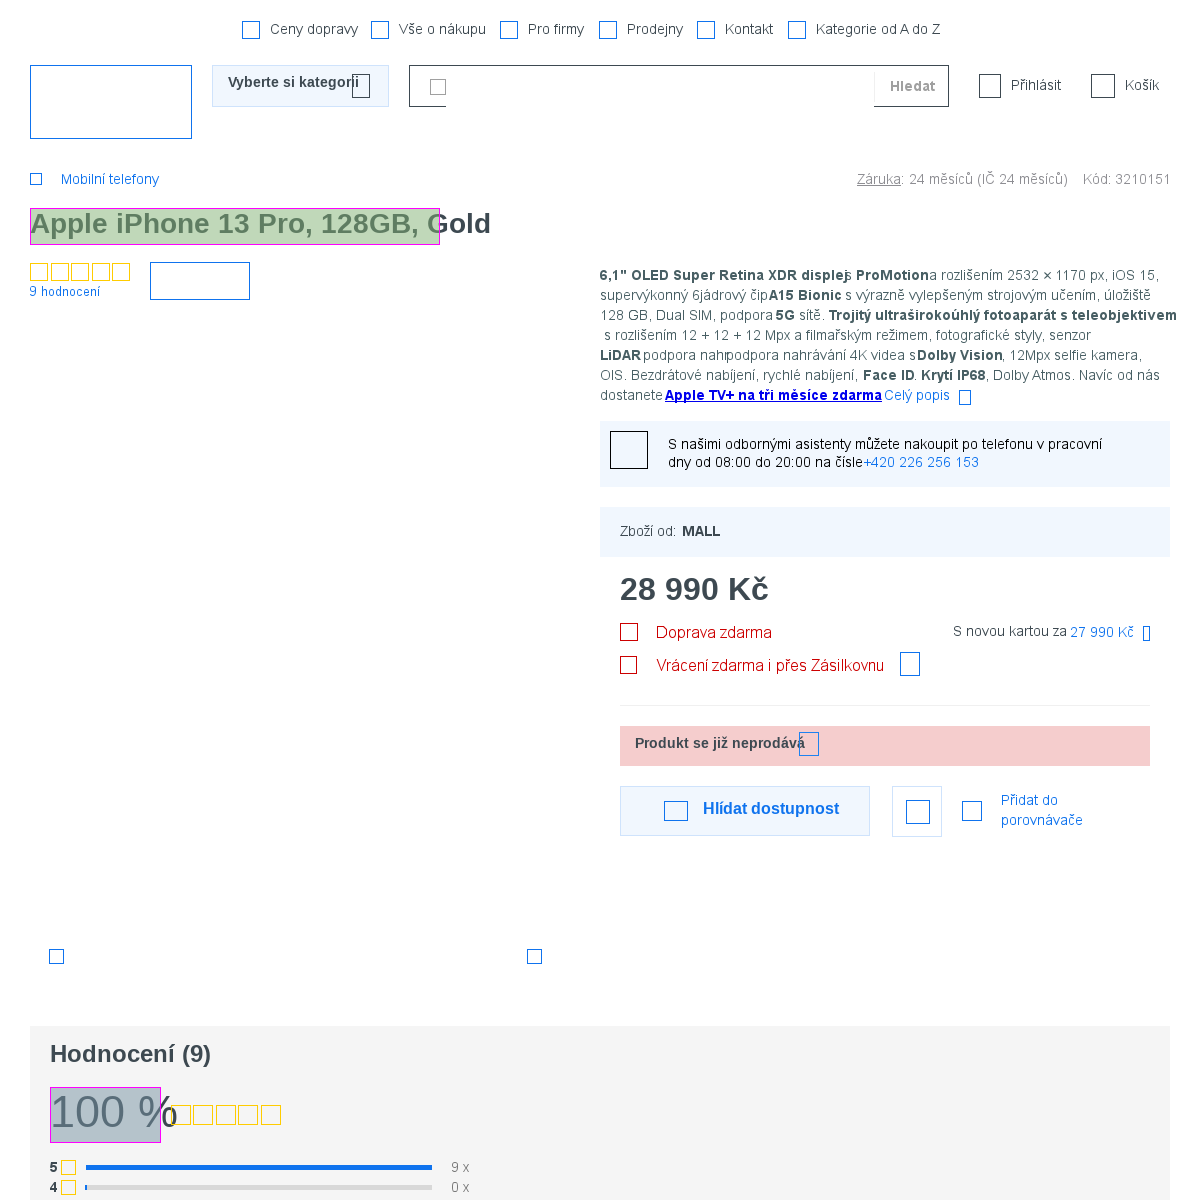 Ceny dopravy Vše o nákupu Pro firmy Prodejny Kontakt Kategorie od A do Z
Vyberte si kategorii Hledat Přihlásit Košík
Mobilní telefony Záruka: 24 měsíců (IČ 24 měsíců) Kód: 3210151
Apple iPhone 13 Pro, 128GB, Gold
9 hodnocení
6,1" OLED Super Retina XDR displej s ProMotion a rozlišením 2532 × 1170 px, iOS 15,
supervýkonný 6jádrový čip A15 Bionic s výrazně vylepšeným strojovým učením, úložiště
128 GB, Dual SIM, podpora 5G sítě. Trojitý ultraširokoúhlý fotoaparát s teleobjektivem
s rozlišením 12 + 12 + 12 Mpx a filmařským režimem, fotografické styly, senzor
LiDAR podpora nahrpodpora nahrávání 4K videa s Dolby Vision, 12Mpx selfie kamera,
OIS. Bezdrátové nabíjení, rychlé nabíjení, Face ID. Krytí IP68, Dolby Atmos. Navíc od nás
dostanete Apple TV+ na tři měsíce zdarma Celý popis
S našimi odbornými asistenty můžete nakoupit po telefonu v pracovní
dny od 08:00 do 20:00 na čísle +420 226 256 153
Zboží od: MALL
28 990 Kč
Doprava zdarma S novou kartou za 27 990 Kč
Vrácení zdarma i přes Zásilkovnu
Produkt se již neprodává
Hlídat dostupnost Přidat do
porovnávače
Hodnocení (9)
100 %
5 9 x
4 0 x